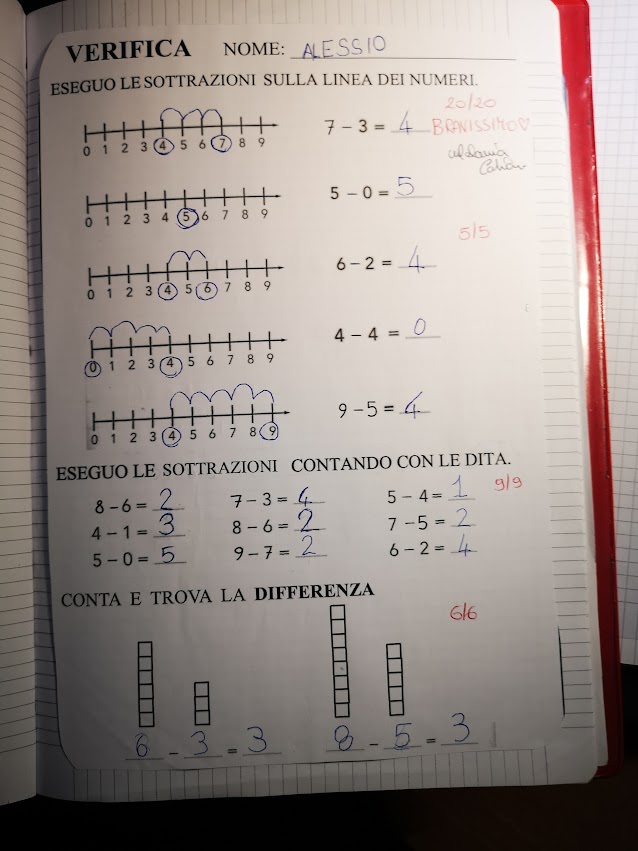 VERIFICA NOME: ALESSIO
ESEGUO LE SOTTRAZIONI SULLA LINEA DEI NUMERI.
20/20
0 1 2 3 4 5 6 7 8 9 7 – 3 = 4 BRAVISSIMO♡
0 1 2 3 4 5 6 7 8 9 5 – 0 = 5
5/5
0 1 2 3 4 5 6 7 8 9 6 – 2 = 4
0 1 2 3 4 5 6 7 8 9 4 – 4 = 0
0 1 2 3 4 5 6 7 8 9 9 – 5 = 4
ESEGUO LE SOTTRAZIONI CONTANDO CON LE DITA.
9/9
8 – 6 = 2 7 – 3 = 4 5 – 4 = 1
4 – 1 = 3 8 – 6 = 2 7 – 5 = 2
5 – 0 = 5 9 – 7 = 2 6 – 2 = 4
CONTA E TROVA LA DIFFERENZA
6/6
6 - 3 = 3 8 - 5 = 3